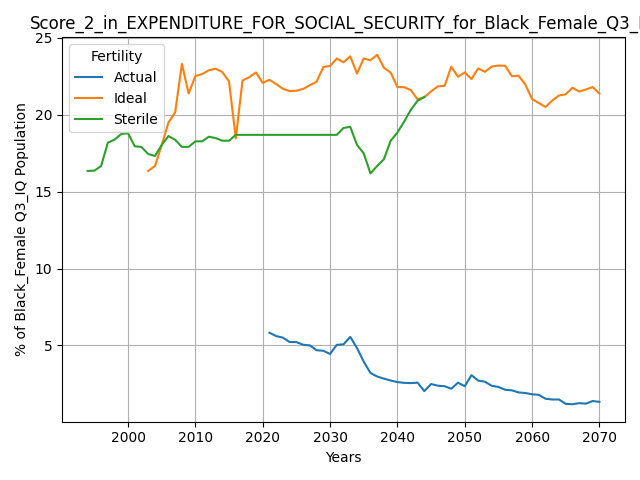 Score_2_in_EXPENDITURE_FOR_SOCIAL_SECURITY_for_Black_Female_Q3_I
Fertility
Actual
Ideal
Sterile
% of Black_Female Q3_IQ Population
25
20
15
10
5
2000 2010 2020 2030 2040 2050 2060 2070
Years